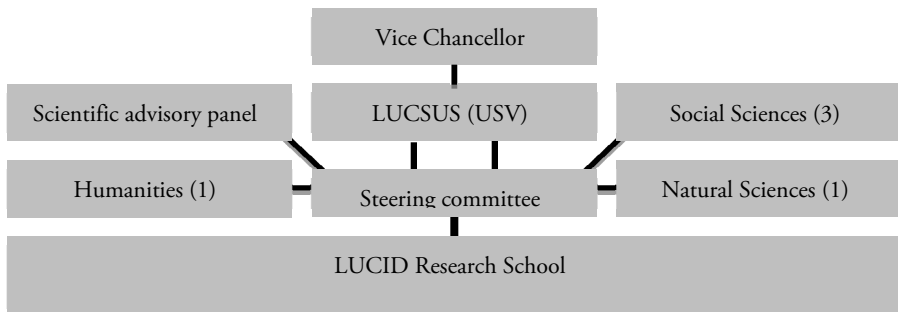 Vice Chancellor
Scientific advisory panel
LUCSUS (USV)
Social Sciences (3)
Humanities (1)
Steering committee
Natural Sciences (1)
LUCID Research School